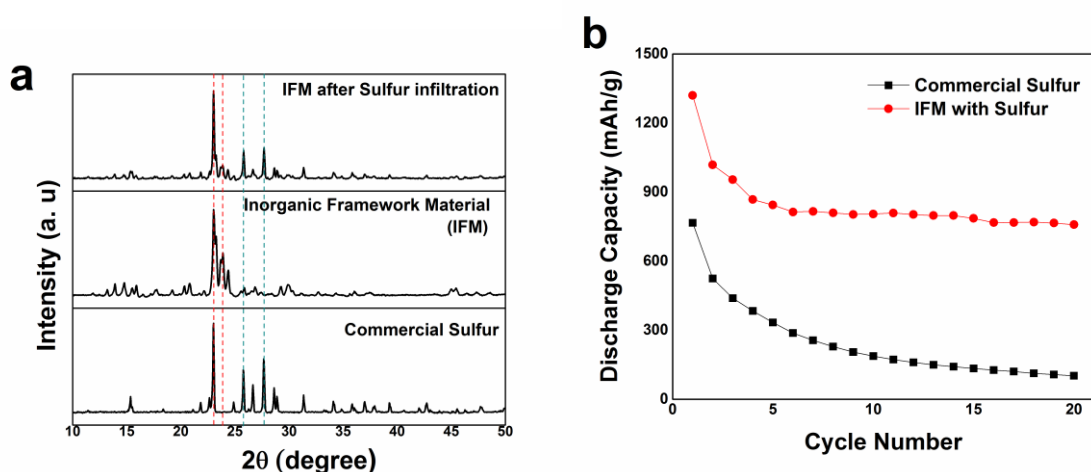 a
IFM after Sulfur infiltration
Inorganic Framework Material
(IFM)
Commercial Sulfur
Intensity (a. u)
10 15 20 25 30 35 40 45 50
2θ (degree)
b
Commercial Sulfur
IFM with Sulfur
Discharge Capacity (mAh/g)
1500
1200
900
600
300
0
0 5 10 15 20
Cycle Number